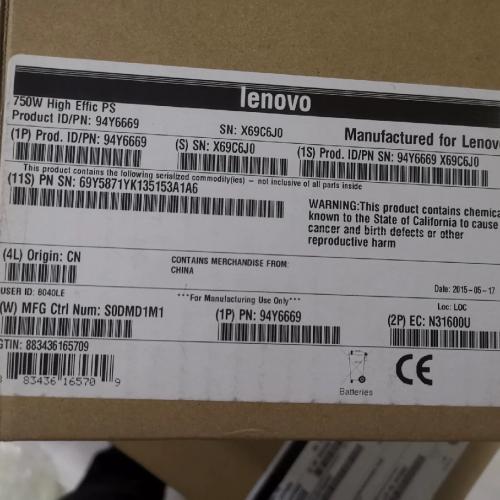 lenovo
750W High Effic PS
Product ID/PN: 94Y6669
SN: X69C6J0
Manufactured for Lenovo
(1P) Prod. ID/PN: 94Y6669
(S) SN: X69C6J0
(1S) Prod.ID/PN SN: 94Y6669 X69C6J0
This product contains the following serialized commodity(ies) - not inclusive of all parts inside
(11S) PN SN: 69Y5871YK135153A1A6
WARNING:This product contains chemica
known to the State of California to cause
cancer and birth defects or other
reproductive harm
(4L) Origin: CN
CONTAINS MERCHANDISE FROM:
CHINA
USER ID: 8040LE
Date: 2015-05-17
***For Manufacturing Use Only***
Loc: LOC
(W) MFG Ctrl Num: S0DMD1M1
(1P) PN: 94Y6669
(2P) EC: N31600U
GTIN: 883436165709
83436 16570 9
Batteries
CE